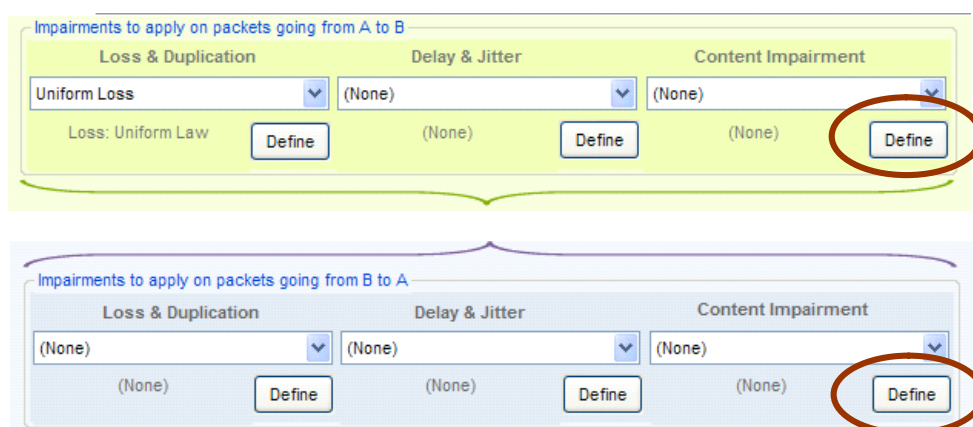 Impairments to apply on packets going from A to B
Loss & Duplication Delay & Jitter Content Impairment
Uniform Loss (None) (None)
Loss: Uniform Law Define (None) Define (None) Define
Impairments to apply on packets going from B to A
Loss & Duplication Delay & Jitter Content Impairment
(None) (None) (None)
(None) Define (None) Define (None) Define